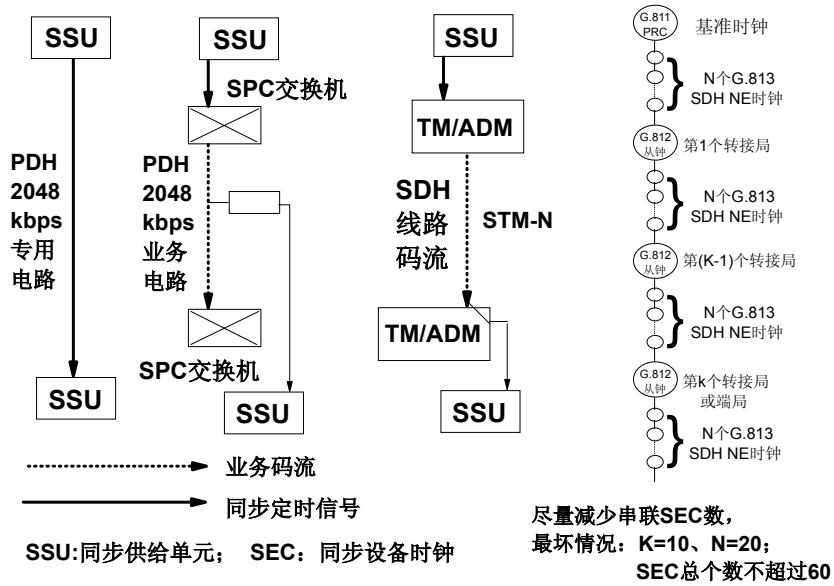 SSU
SSU
SSU
SPC交换机
TM/ADM
PDH
2048
kbps
专用
电路
PDH
2048
kbps
业务
电路
SDH
线路
码流
STM-N
TM/ADM
SPC交换机
SSU
SSU
SSU
业务码流
同步定时信号
SSU:同步供给单元； SEC：同步设备时钟
G.811
PRC
基准时钟
N个G.813
SDH NE时钟
G.812
从钟
第1个转接局
N个G.813
SDH NE时钟
G.812
从钟
第(K-1)个转接局
N个G.813
SDH NE时钟
G.812
从钟
第k个转接局
或端局
N个G.813
SDH NE时钟
尽量减少串联SEC数，
最坏情况：K=10、N=20；
SEC总个数不超过60